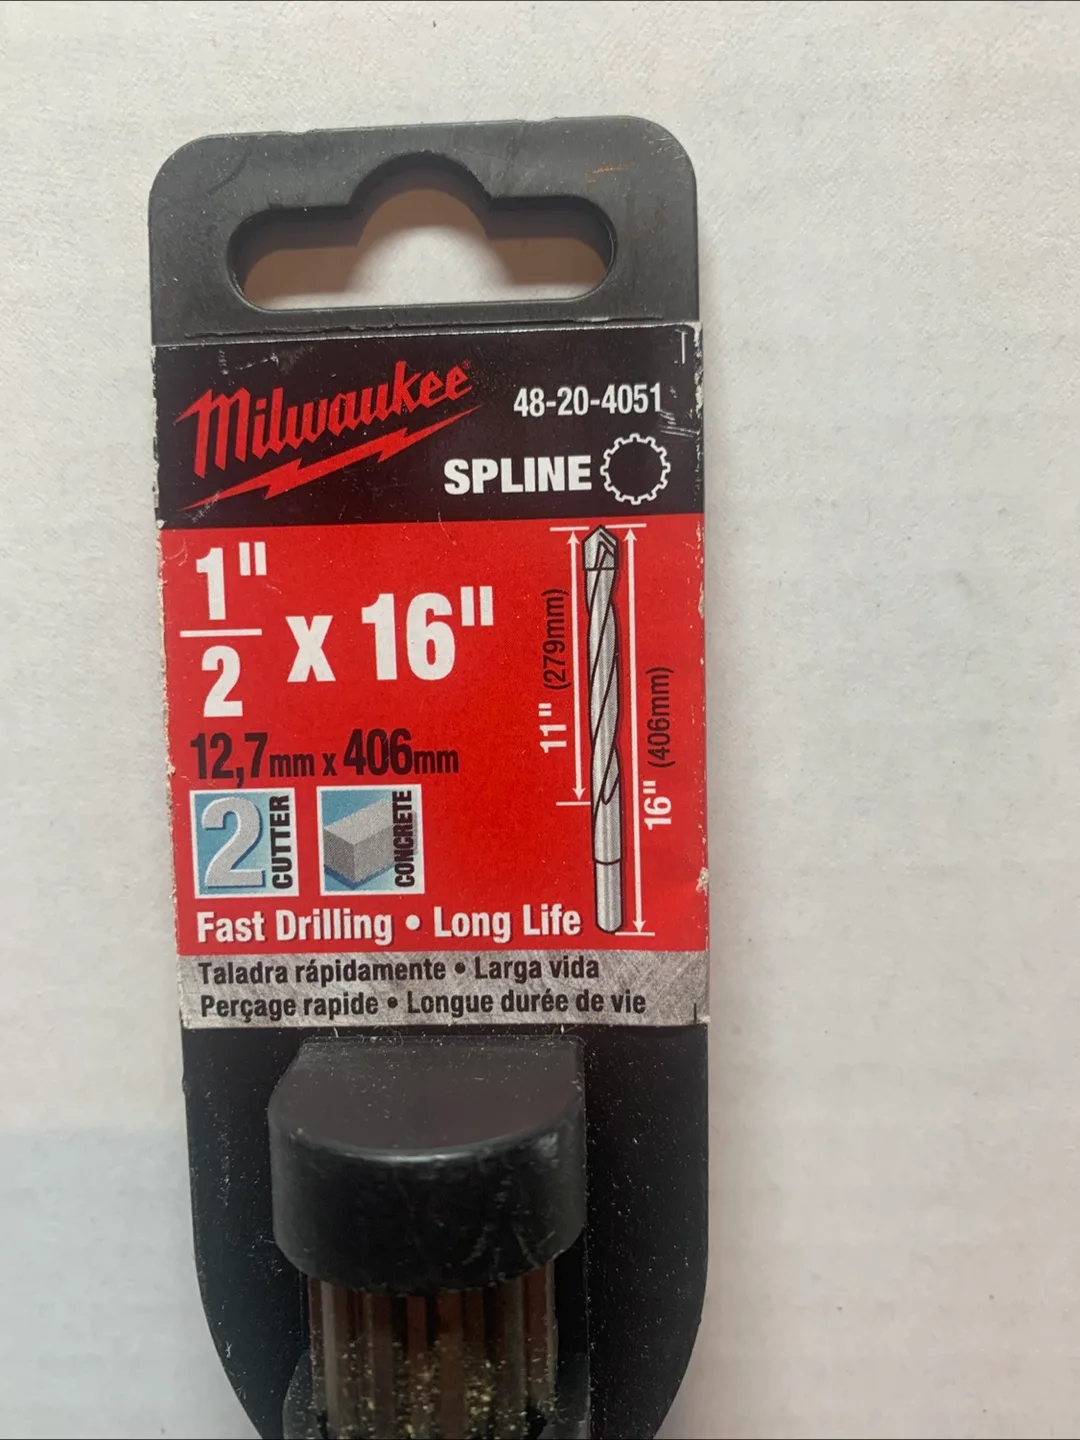 Milwaukee
48-20-4051
SPLINE
1"
2
x 16"
12,7mm x 406mm
11" (279mm)
16" (406mm)
2 CUTTER
CONCRETE
Fast Drilling • Long Life
Taladra rápidamente • Larga vida
Perçage rapide • Longue durée de vie